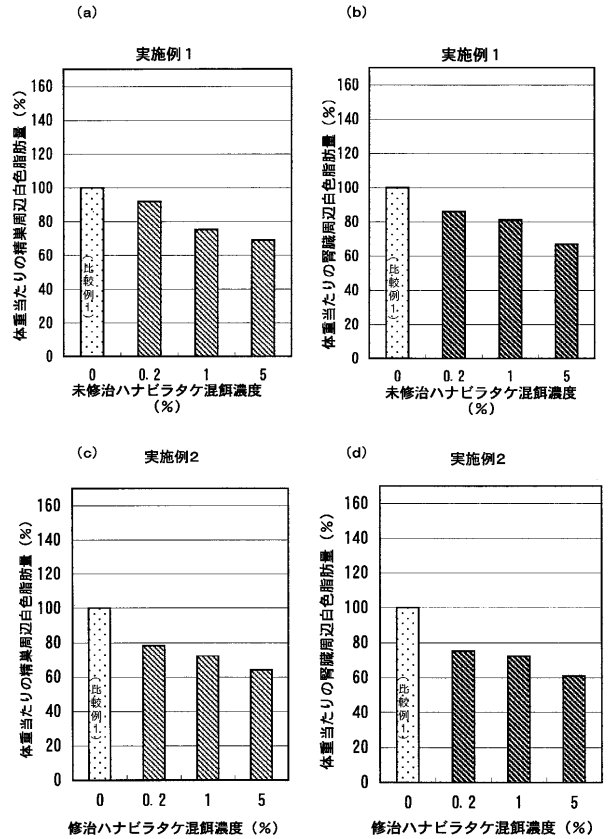 (a)
実施例1
体重当たりの精巣周辺白色脂肪量(%)
160
140
120
100
80
60
40
20
0
(比較例1)
0 0.2 1 5
未修治ハナビラタケ混餌濃度
(%)
(b)
実施例1
体重当たりの腎臓周辺白色脂肪量(%)
160
140
120
100
80
60
40
20
0
(比較例1)
0 0.2 1 5
未修治ハナビラタケ混餌濃度
(%)
(c)
実施例2
体重当たりの精巣周辺白色脂肪量(%)
160
140
120
100
80
60
40
20
0
(比較例1)
0 0.2 1 5
修治ハナビラタケ混餌濃度(%)
(d)
実施例2
体重当たりの腎臓周辺白色脂肪量(%)
160
140
120
100
80
60
40
20
0
(比較例1)
0 0.2 1 5
修治ハナビラタケ混餌濃度(%)